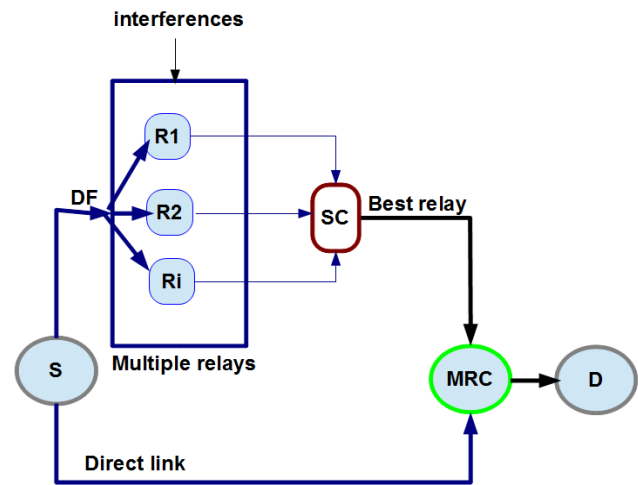 interferences
R1
DF
R2
SC
Best relay
Ri
Multiple relays
S
MRC
D
Direct link